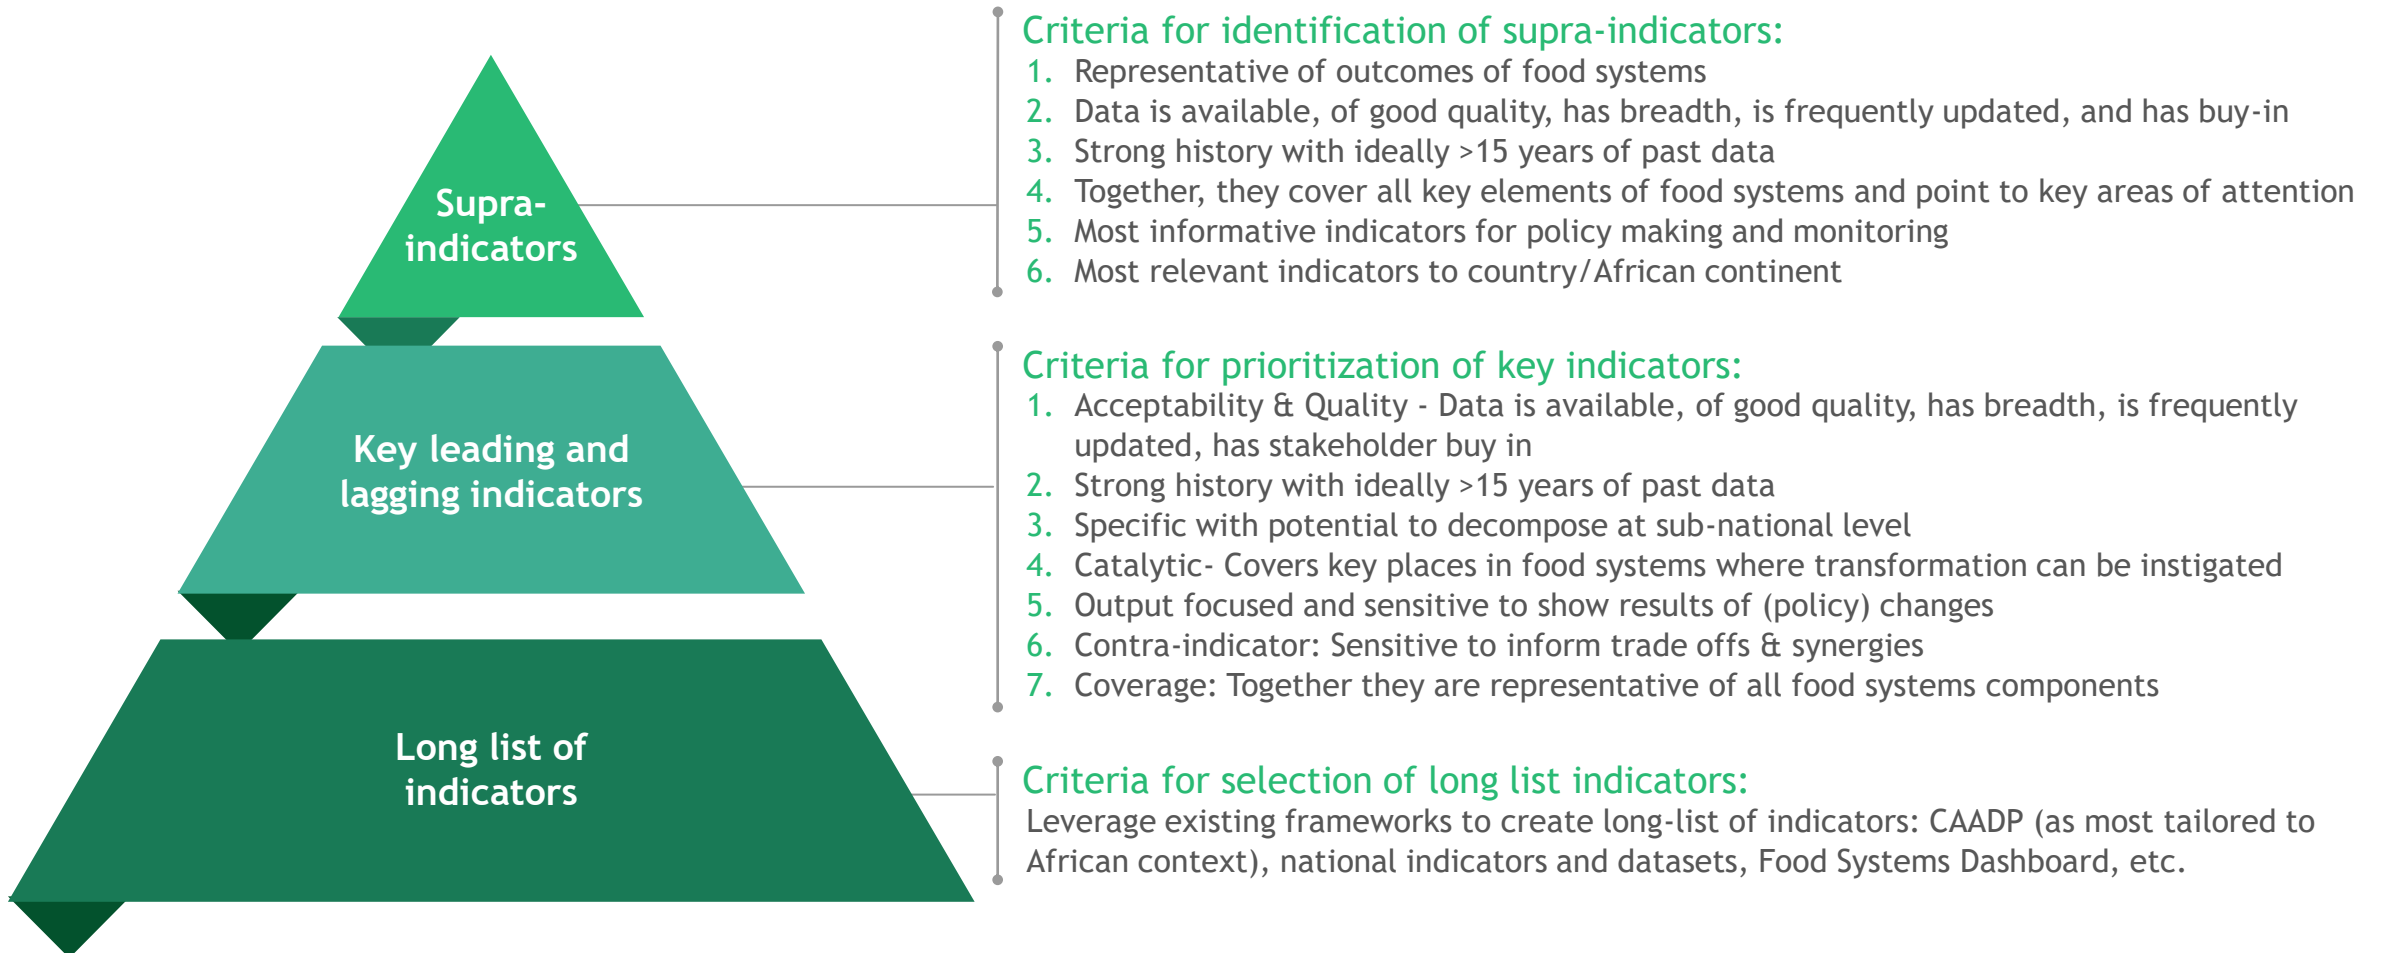 Supra-
indicators
Criteria for identification of supra-indicators:
1. Representative of outcomes of food systems
2. Data is available, of good quality, has breadth, is frequently updated, and has buy-in
3. Strong history with ideally >15 years of past data
4. Together, they cover all key elements of food systems and point to key areas of attention
5. Most informative indicators for policy making and monitoring
6. Most relevant indicators to country/African continent
Key leading and
lagging indicators
Criteria for prioritization of key indicators:
1. Acceptability & Quality - Data is available, of good quality, has breadth, is frequently
updated, has stakeholder buy in
2. Strong history with ideally >15 years of past data
3. Specific with potential to decompose at sub-national level
4. Catalytic- Covers key places in food systems where transformation can be instigated
5. Output focused and sensitive to show results of (policy) changes
6. Contra-indicator: Sensitive to inform trade offs & synergies
7. Coverage: Together they are representative of all food systems components
Long list of
indicators
Criteria for selection of long list indicators:
Leverage existing frameworks to create long-list of indicators: CAADP (as most tailored to
African context), national indicators and datasets, Food Systems Dashboard, etc.